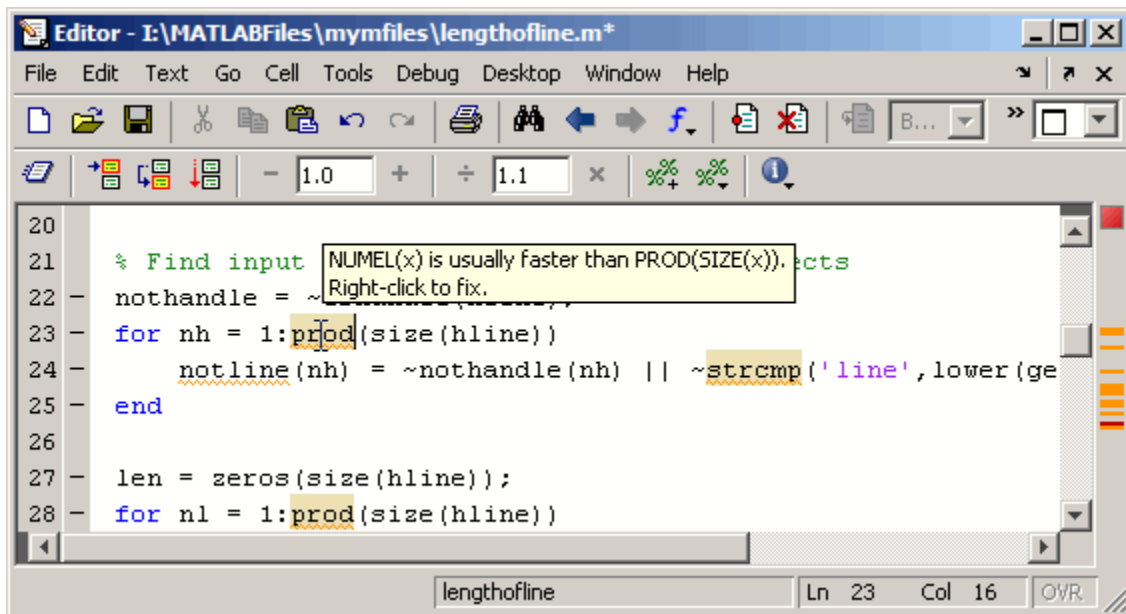 Editor - I:\MATLABFiles\mymfiles\lengthofline.m*
File Edit Text Go Cell Tools Debug Desktop Window Help
B...
1.0 1.1
20
21 % Find input cts
NUMEL(x) is usually faster than PROD(SIZE(x)).
Right-click to fix.
22 - nothandle = ~
23 - for nh = 1:prod(size(hline))
24 - notline(nh) = ~nothandle(nh) || ~strcmp('line',lower(ge
25 - end
26
27 - len = zeros(size(hline));
28 - for nl = 1:prod(size(hline))
lengthofline Ln 23 Col 16 OVR